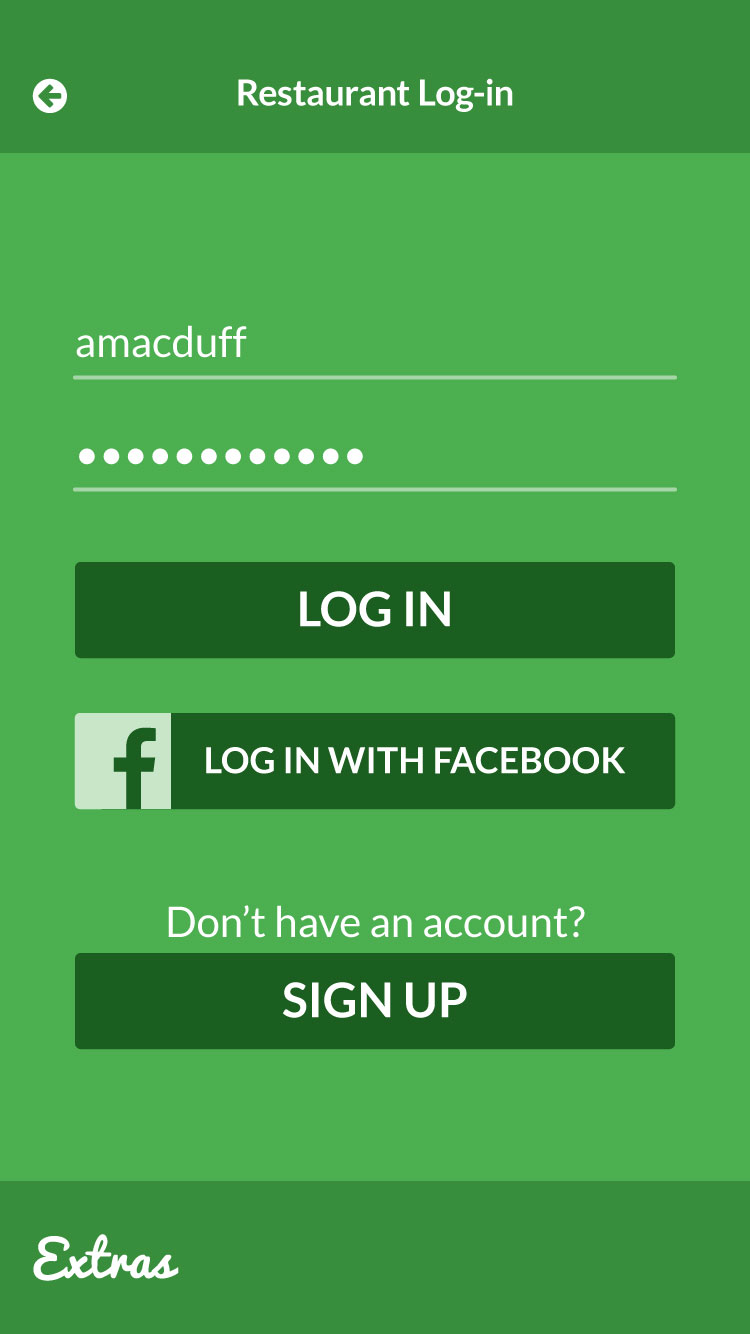 Restaurant Log-in
amacduff
••••••••••••
LOG IN
LOG IN WITH FACEBOOK
Don’t have an account?
SIGN UP
Extras